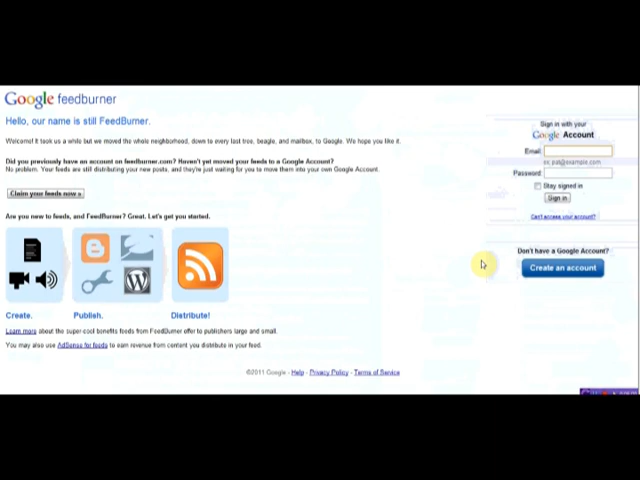 Google feedburner
Hello, our name is still FeedBurner.
Welcome! It took us a while but we moved the whole neighborhood, down to every last tree, beagle, and mailbox, to Google. We hope you like it.
Did you previously have an account on feedburner.com? Haven't yet moved your feeds to a Google Account?
No problem. Your feeds are still distributing your new posts, and they're just waiting for you to move them into your own Google Account.
Claim your feeds now »
Are you new to feeds, and FeedBurner? Great. Let's get you started.
Create.
Publish.
Distribute!
Learn more about the super-cool benefits feeds from FeedBurner offer to publishers large and small.
You may also use AdSense for feeds to earn revenue from content you distribute in your feed.
©2011 Google - Help - Privacy Policy - Terms of Service
Sign in with your
Google Account
Email:
ex: pat@example.com
Password:
Stay signed in
Sign in
Can't access your account?
Don't have a Google Account?
Create an account